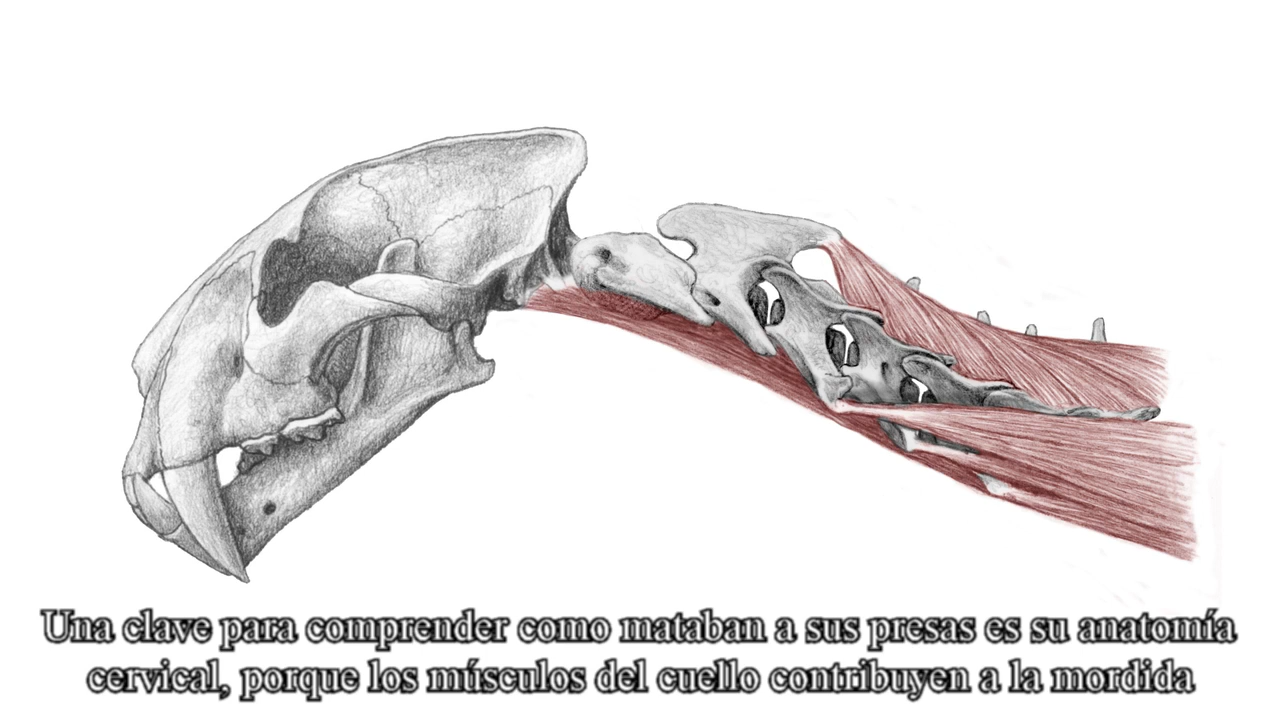 Una clave para comprender como mataban a sus presas es su anatomía
cervical, porque los músculos del cuello contribuyen a la mordida